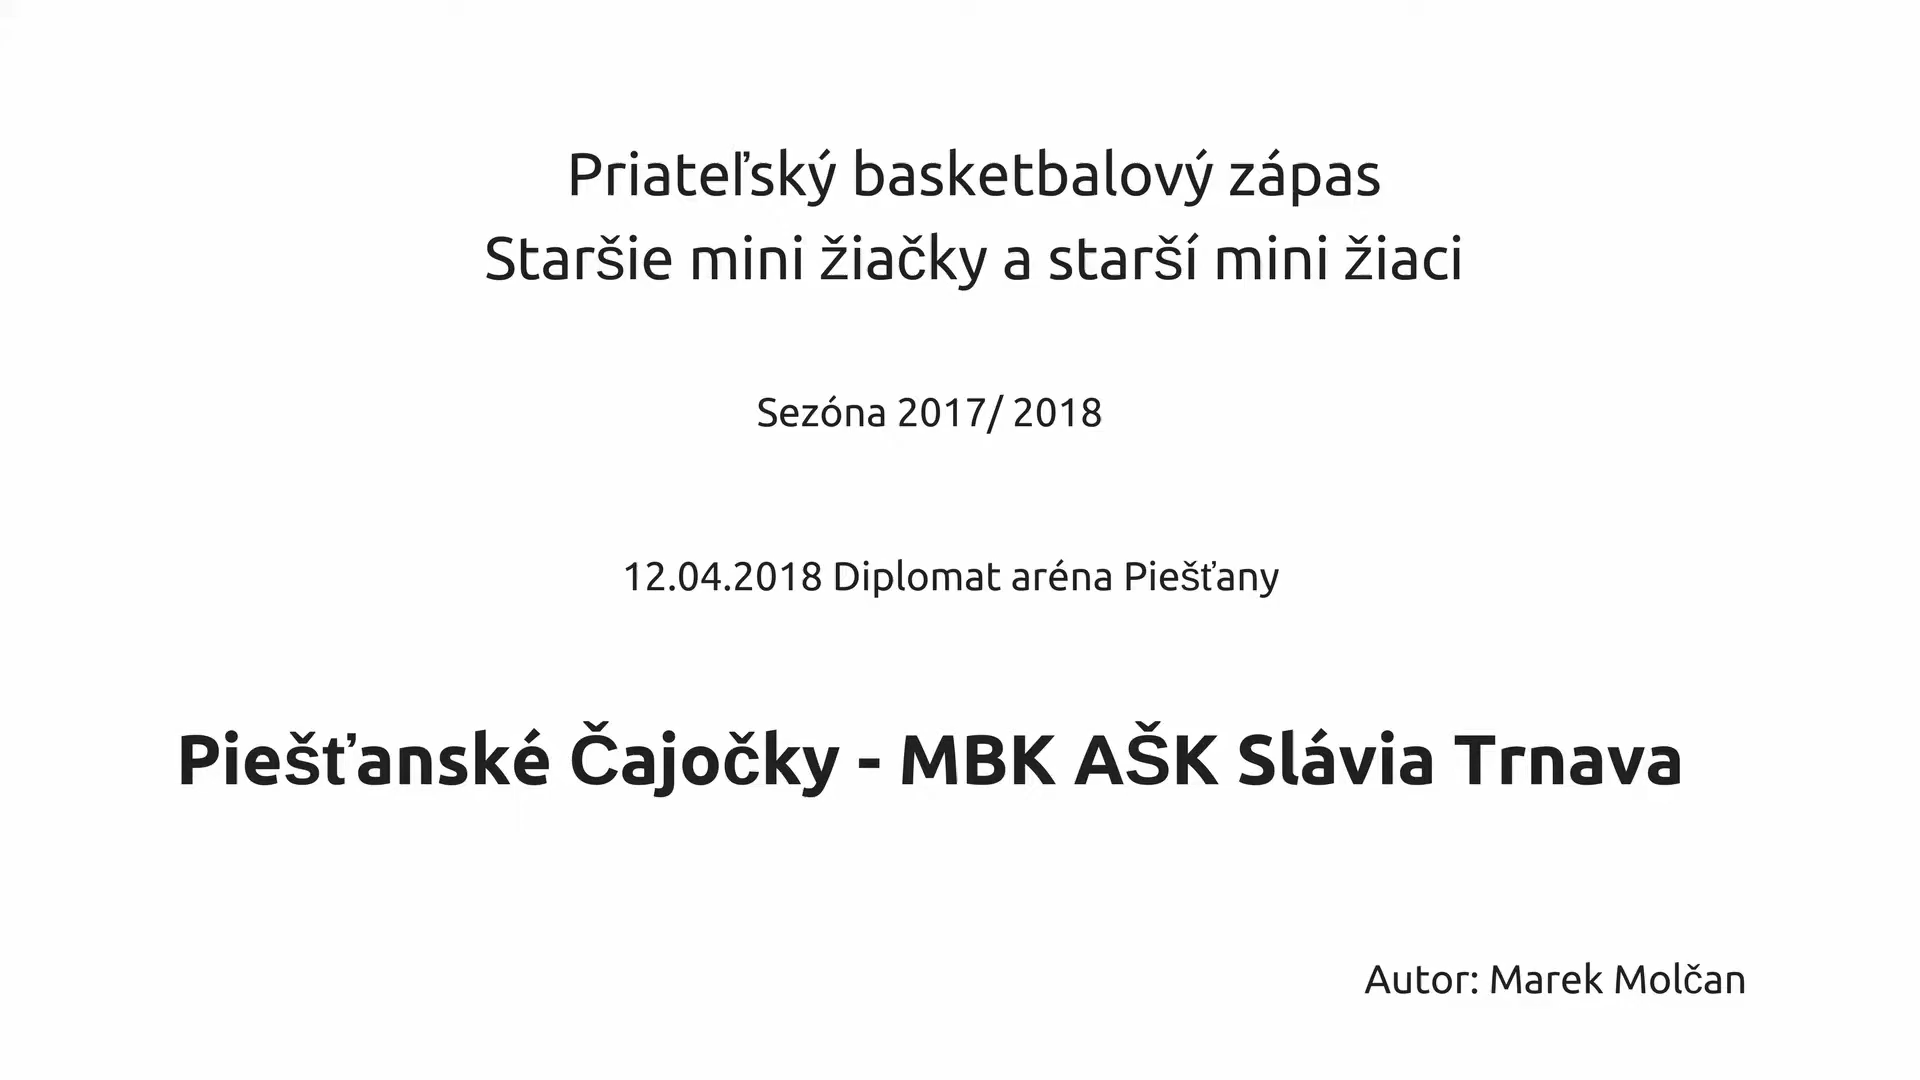 Priateľský basketbalový zápas
Staršie mini žiačky a starší mini žiaci
Sezóna 2017/ 2018
12.04.2018 Diplomat aréna Piešťany
Piešťanské Čajočky - MBK AŠK Slávia Trnava
Autor: Marek Molčan